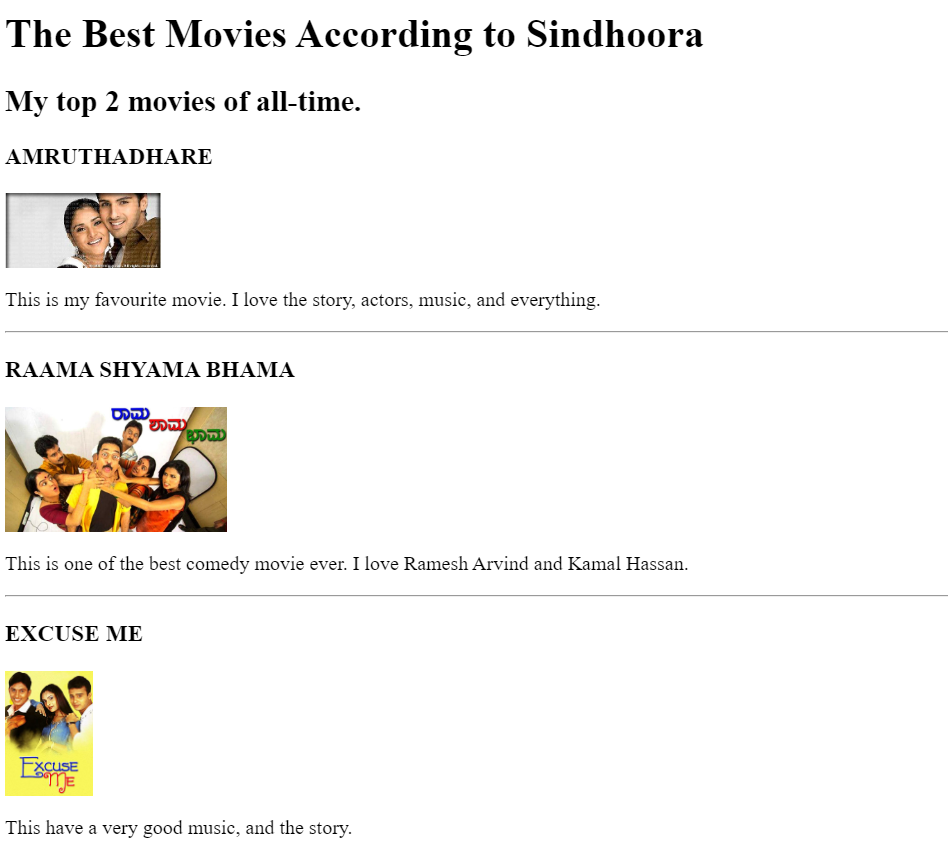 The Best Movies According to Sindhoora
My top 2 movies of all-time.
AMRUTHADHARE
This is my favourite movie. I love the story, actors, music, and everything.
RAAMA SHYAMA BHAMA
ರಾಮ
ಶಾಮ
ಭಾಮ
This is one of the best comedy movie ever. I love Ramesh Arvind and Kamal Hassan.
EXCUSE ME
EXCUSE
ME
This have a very good music, and the story.